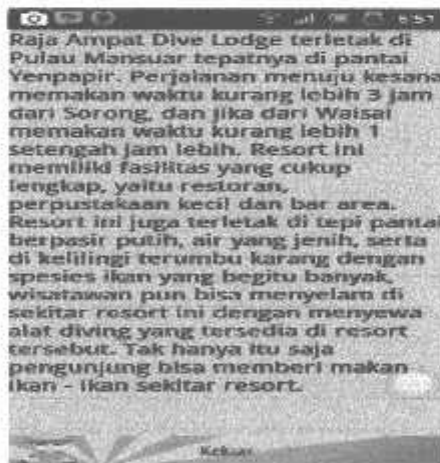 6:51
Raja Ampat Dive Lodge terletak di
Pulau Mansuar tepatnya di pantai
Yenpapir. Perjalanan menuju kesana
memakan waktu kurang lebih 3 jam
dari Sorong, dan jika dari Waisai
memakan waktu kurang lebih 1
setengah jam lebih. Resort ini
memiliki fasilitas yang cukup
lengkap, yaitu restoran,
perpustakaan kecil dan bar area.
Resort ini juga terletak di tepi pantai
berpasir putih, air yang jenih, serta
di kelilingi terumbu karang dengan
spesies ikan yang begitu banyak,
wisatawan pun bisa menyelam di
sekitar resort ini dengan menyewa
alat diving yang tersedia di resort
tersebut. Tak hanya itu saja
pengunjung bisa memberi makan
ikan - ikan sekitar resort.
Keluar